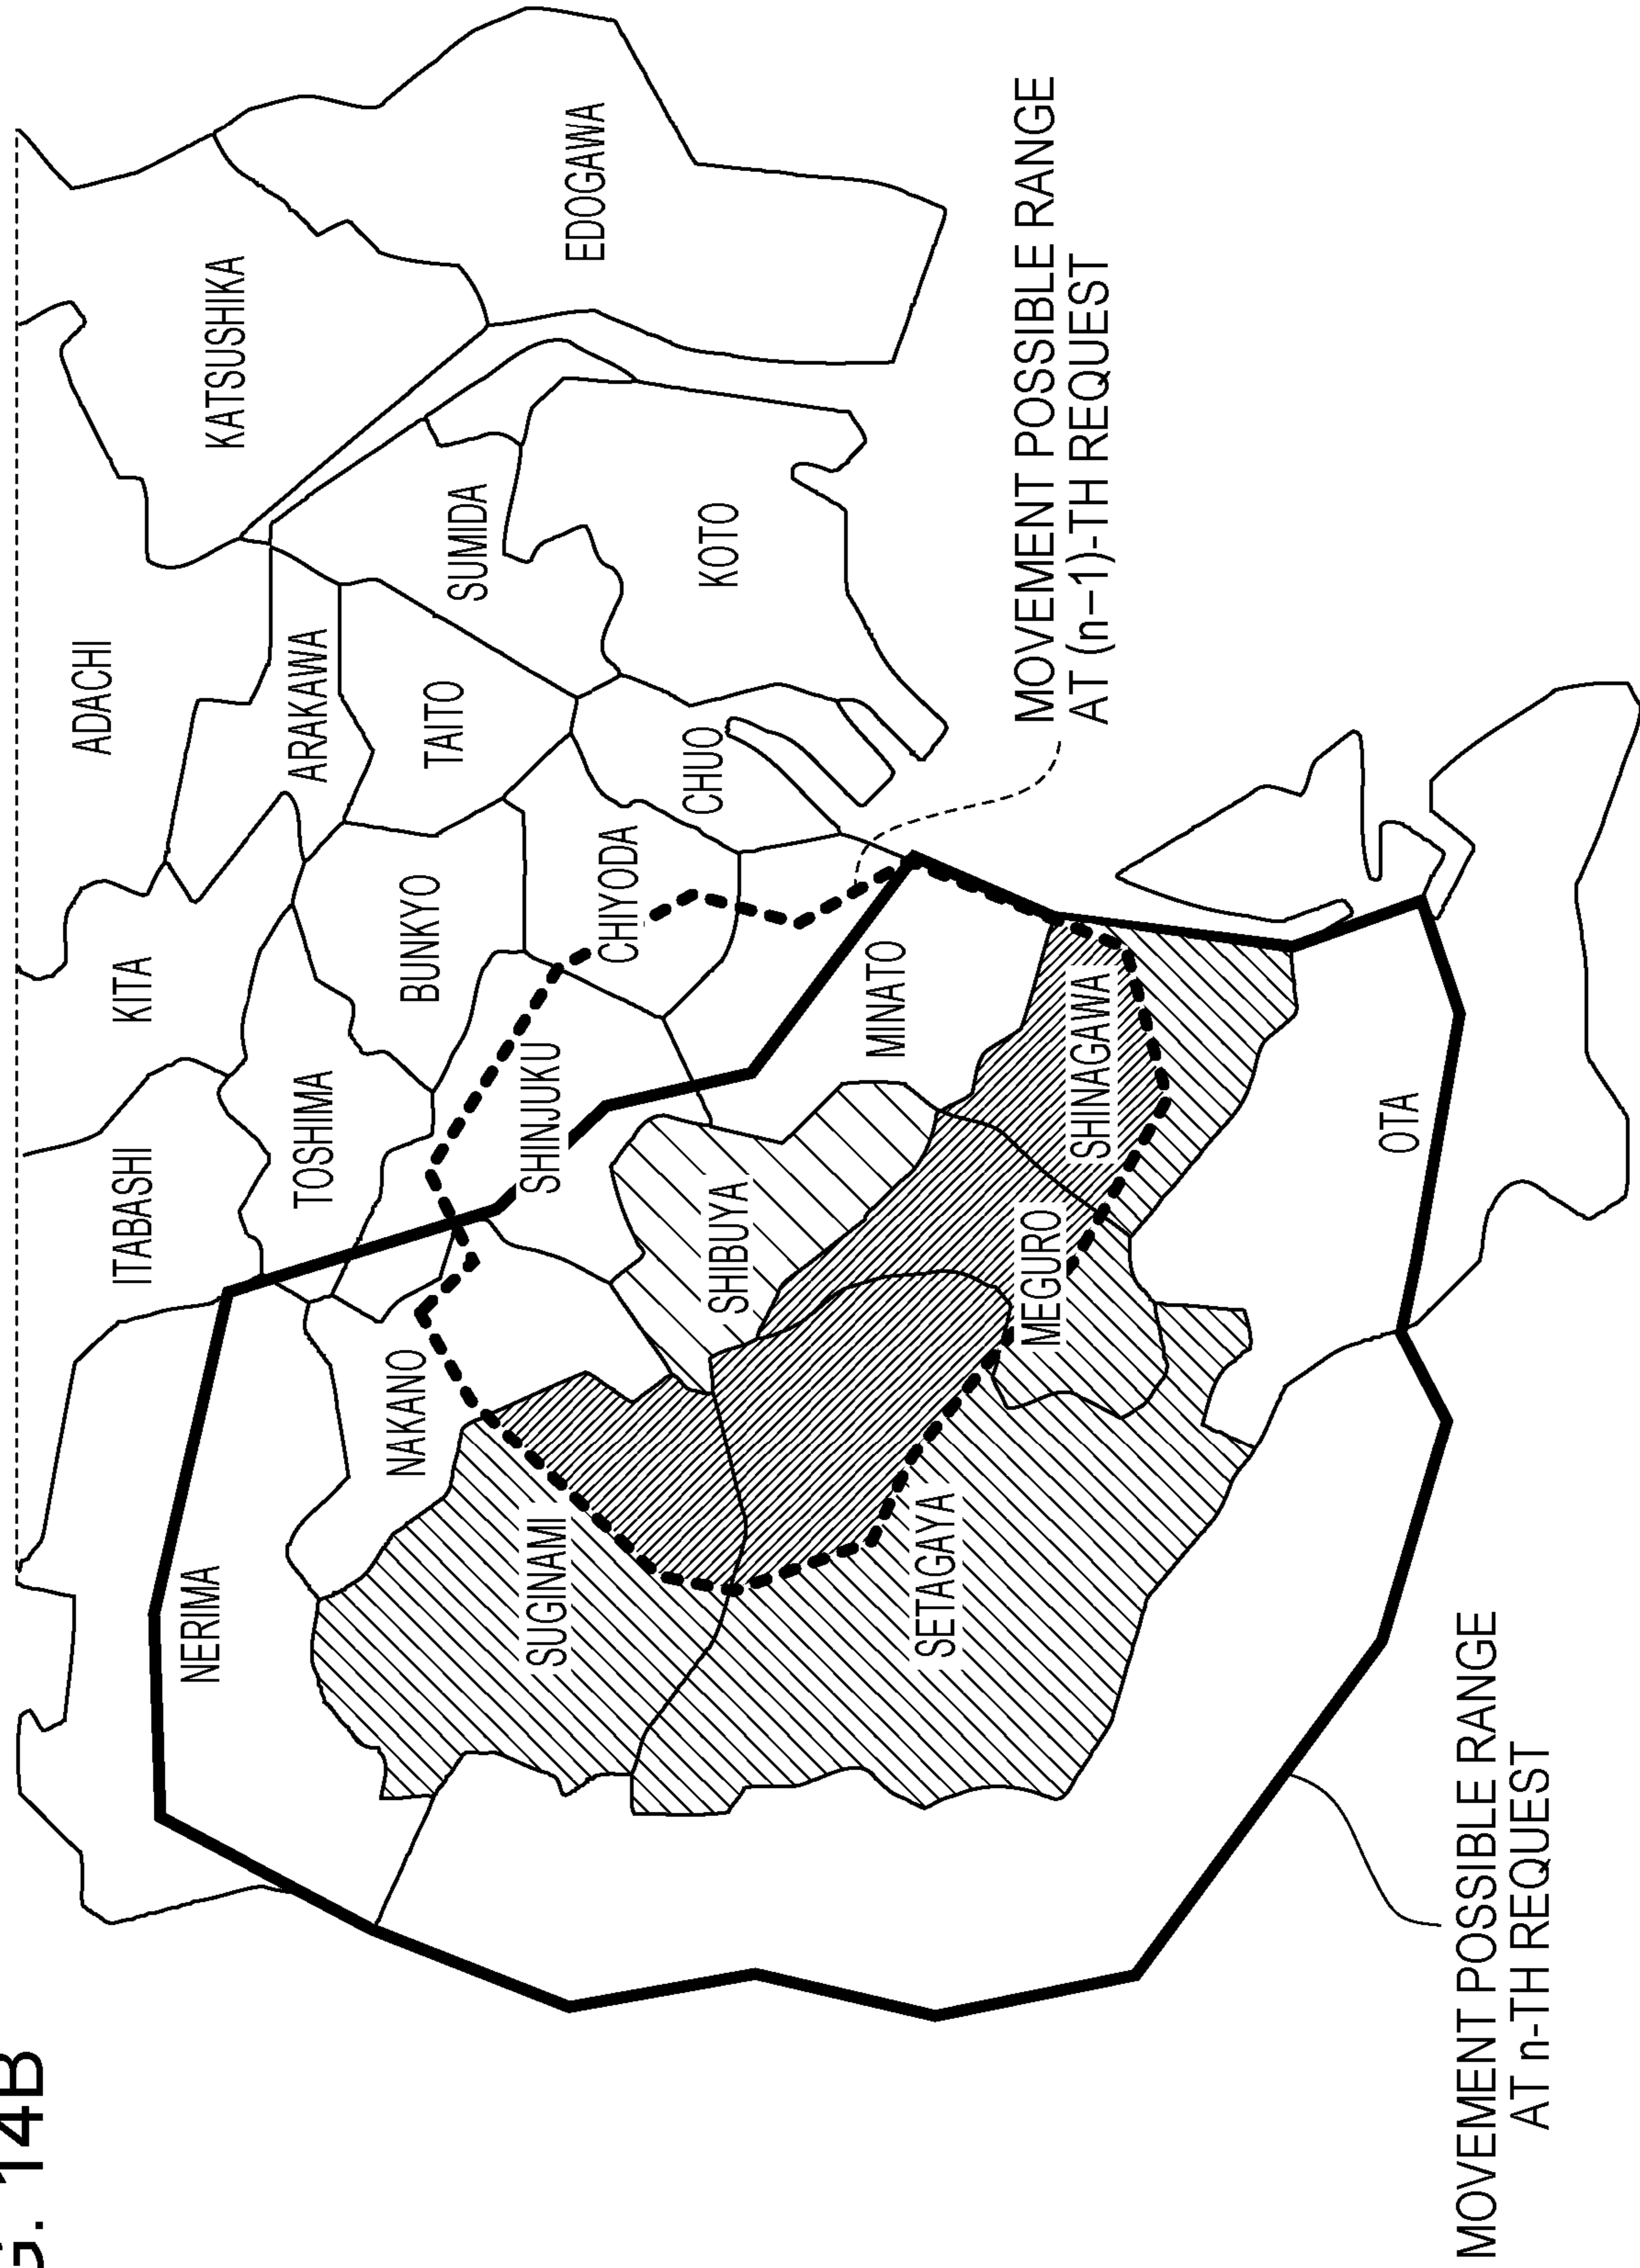 G. 14B
ADACHI
KATSUSHIKA
KITA
ITABASHI
ARAKAWA
EDOGAWA
TOSHIMA
NERIMA
BUNKYO
TAITO
SUMIDA
NAKANO
SHINJUKU
CHIYODA
CHUO
KOTO
SUGINAMI
SHIBUYA
MINATO
SETAGAYA
MEGURO
SHINAGAWA
OTA
MOVEMENT POSSIBLE RANGE
AT (n−1)-TH REQUEST
MOVEMENT POSSIBLE RANGE
AT n-TH REQUEST